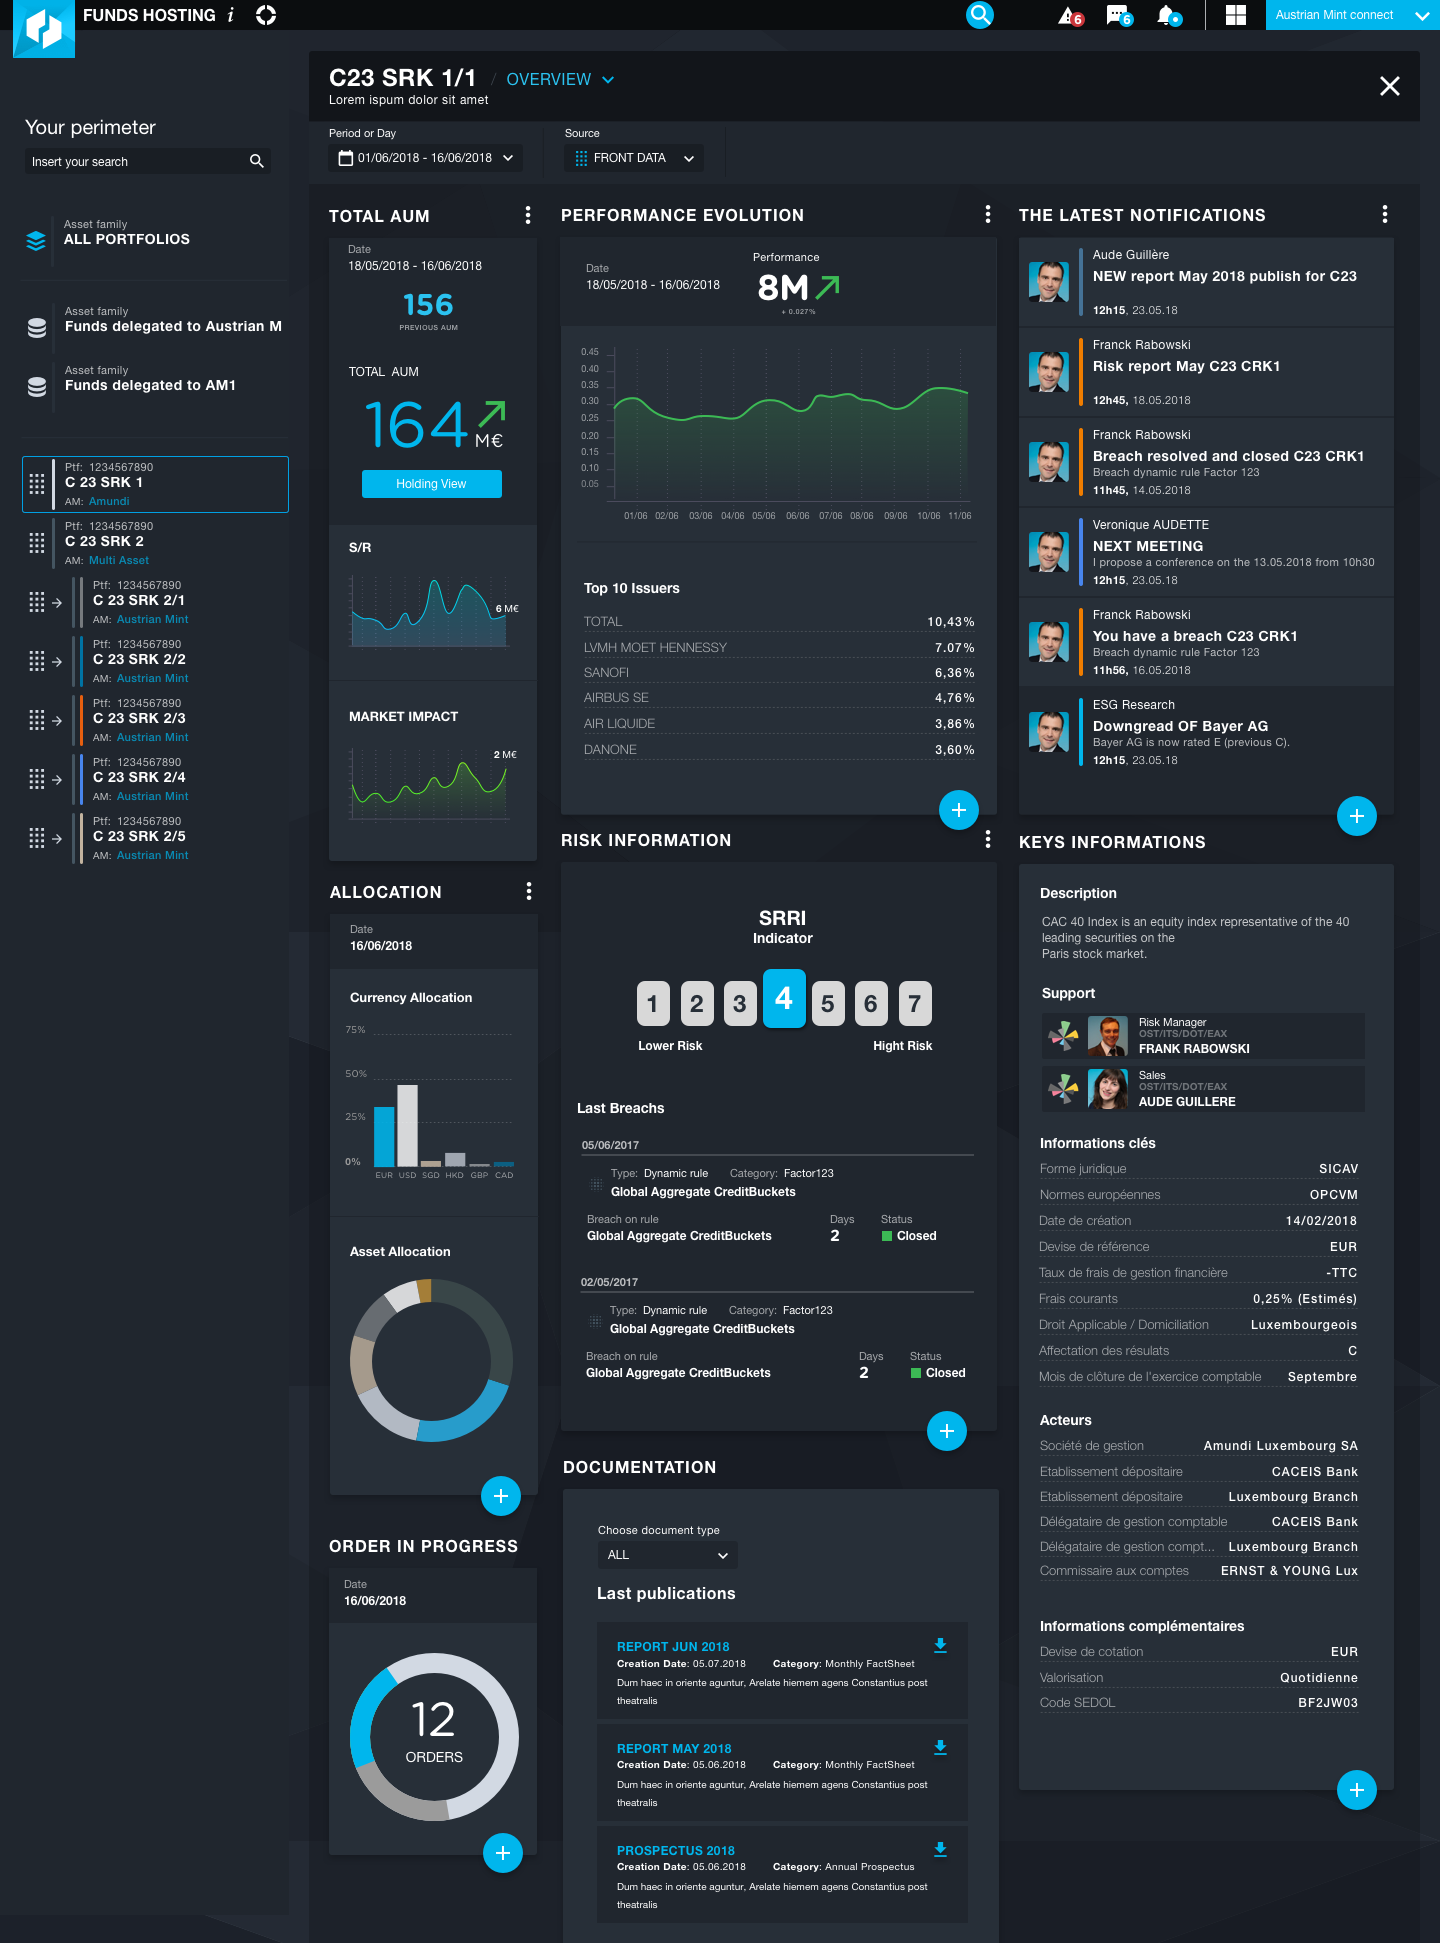 FUNDS HOSTING i
6
6
Austrian Mint connect
Your perimeter
Insert your search
Asset family
ALL PORTFOLIOS
Asset family
Funds delegated to Austrian M
Asset family
Funds delegated to AM1
Ptf: 1234567890
C 23 SRK 1
AM: Amundi
Ptf: 1234567890
C 23 SRK 2
AM: Multi Asset
Ptf: 1234567890
C 23 SRK 2/1
AM: Austrian Mint
Ptf: 1234567890
C 23 SRK 2/2
AM: Austrian Mint
Ptf: 1234567890
C 23 SRK 2/3
AM: Austrian Mint
Ptf: 1234567890
C 23 SRK 2/4
AM: Austrian Mint
Ptf: 1234567890
C 23 SRK 2/5
AM: Austrian Mint
C23 SRK 1/1 / OVERVIEW
Lorem ispum dolor sit amet
Period or Day
01/06/2018 - 16/06/2018
Source
FRONT DATA
TOTAL AUM
Date
18/05/2018 - 16/06/2018
156
PREVIOUS AUM
TOTAL AUM
164 M€
Holding View
S/R
6 M€
MARKET IMPACT
2 M€
ALLOCATION
Date
16/06/2018
Currency Allocation
75%
50%
25%
0%
EUR USD SGD HKD GBP CAD
Asset Allocation
ORDER IN PROGRESS
Date
16/06/2018
12
ORDERS
PERFORMANCE EVOLUTION
Date
18/05/2018 - 16/06/2018
Performance
8M
+ 0.027%
0.45
0.40
0.35
0.30
0.25
0.20
0.15
0.10
0.05
01/06 02/06 03/06 04/06 05/06 06/06 07/06 08/06 09/06 10/06 11/06
Top 10 Issuers
TOTAL 10,43%
LVMH MOET HENNESSY 7.07%
SANOFI 6,36%
AIRBUS SE 4,76%
AIR LIQUIDE 3,86%
DANONE 3,60%
RISK INFORMATION
SRRI
Indicator
1 2 3 4 5 6 7
Lower Risk Hight Risk
Last Breachs
05/06/2017
Type: Dynamic rule Category: Factor123
Global Aggregate CreditBuckets
Breach on rule Days Status
Global Aggregate CreditBuckets 2 Closed
02/05/2017
Type: Dynamic rule Category: Factor123
Global Aggregate CreditBuckets
Breach on rule Days Status
Global Aggregate CreditBuckets 2 Closed
DOCUMENTATION
Choose document type
ALL
Last publications
REPORT JUN 2018
Creation Date: 05.07.2018 Category: Monthly FactSheet
Dum haec in oriente aguntur, Arelate hiemem agens Constantius post
theatralis
REPORT MAY 2018
Creation Date: 05.06.2018 Category: Monthly FactSheet
Dum haec in oriente aguntur, Arelate hiemem agens Constantius post
theatralis
PROSPECTUS 2018
Creation Date: 05.06.2018 Category: Annual Prospectus
Dum haec in oriente aguntur, Arelate hiemem agens Constantius post
theatralis
THE LATEST NOTIFICATIONS
Aude Guillère
NEW report May 2018 publish for C23
12h15, 23.05.18
Franck Rabowski
Risk report May C23 CRK1
12h45, 18.05.2018
Franck Rabowski
Breach resolved and closed C23 CRK1
Breach dynamic rule Factor 123
11h45, 14.05.2018
Veronique AUDETTE
NEXT MEETING
I propose a conference on the 13.05.2018 from 10h30
12h15, 23.05.18
Franck Rabowski
You have a breach C23 CRK1
Breach dynamic rule Factor 123
11h56, 16.05.2018
ESG Research
Downgread OF Bayer AG
Bayer AG is now rated E (previous C).
12h15, 23.05.18
KEYS INFORMATIONS
Description
CAC 40 Index is an equity index representative of the 40
leading securities on the
Paris stock market.
Support
Risk Manager
OST/ITS/DOT/EAX
FRANK RABOWSKI
Sales
OST/ITS/DOT/EAX
AUDE GUILLERE
Informations clés
Forme juridique SICAV
Normes européennes OPCVM
Date de création 14/02/2018
Devise de référence EUR
Taux de frais de gestion financière -TTC
Frais courants 0,25% (Estimés)
Droit Applicable / Domiciliation Luxembourgeois
Affectation des résulats C
Mois de clôture de l'exercice comptable Septembre
Acteurs
Société de gestion Amundi Luxembourg SA
Etablissement dépositaire CACEIS Bank
Etablissement dépositaire Luxembourg Branch
Délégataire de gestion comptable CACEIS Bank
Délégataire de gestion compt... Luxembourg Branch
Commissaire aux comptes ERNST & YOUNG Lux
Informations complémentaires
Devise de cotation EUR
Valorisation Quotidienne
Code SEDOL BF2JW03